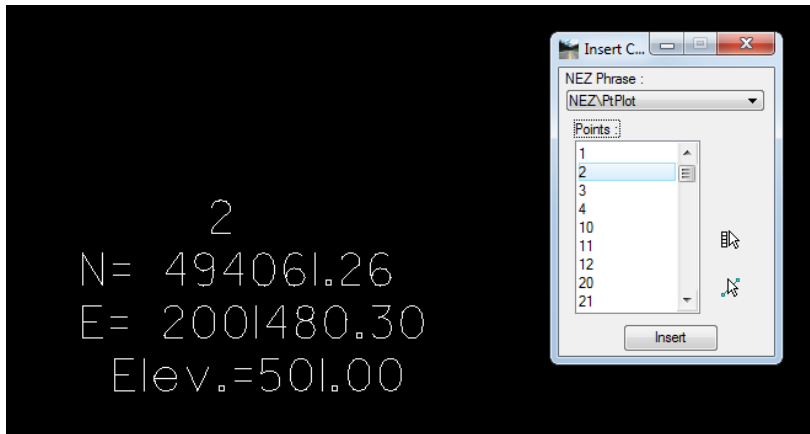 2
N= 494061.26
E= 2001480.30
Elev.=501.00
Insert C...
NEZ Phrase :
NEZ\PtPlot
Points :
1
2
3
4
10
11
12
20
21
Insert